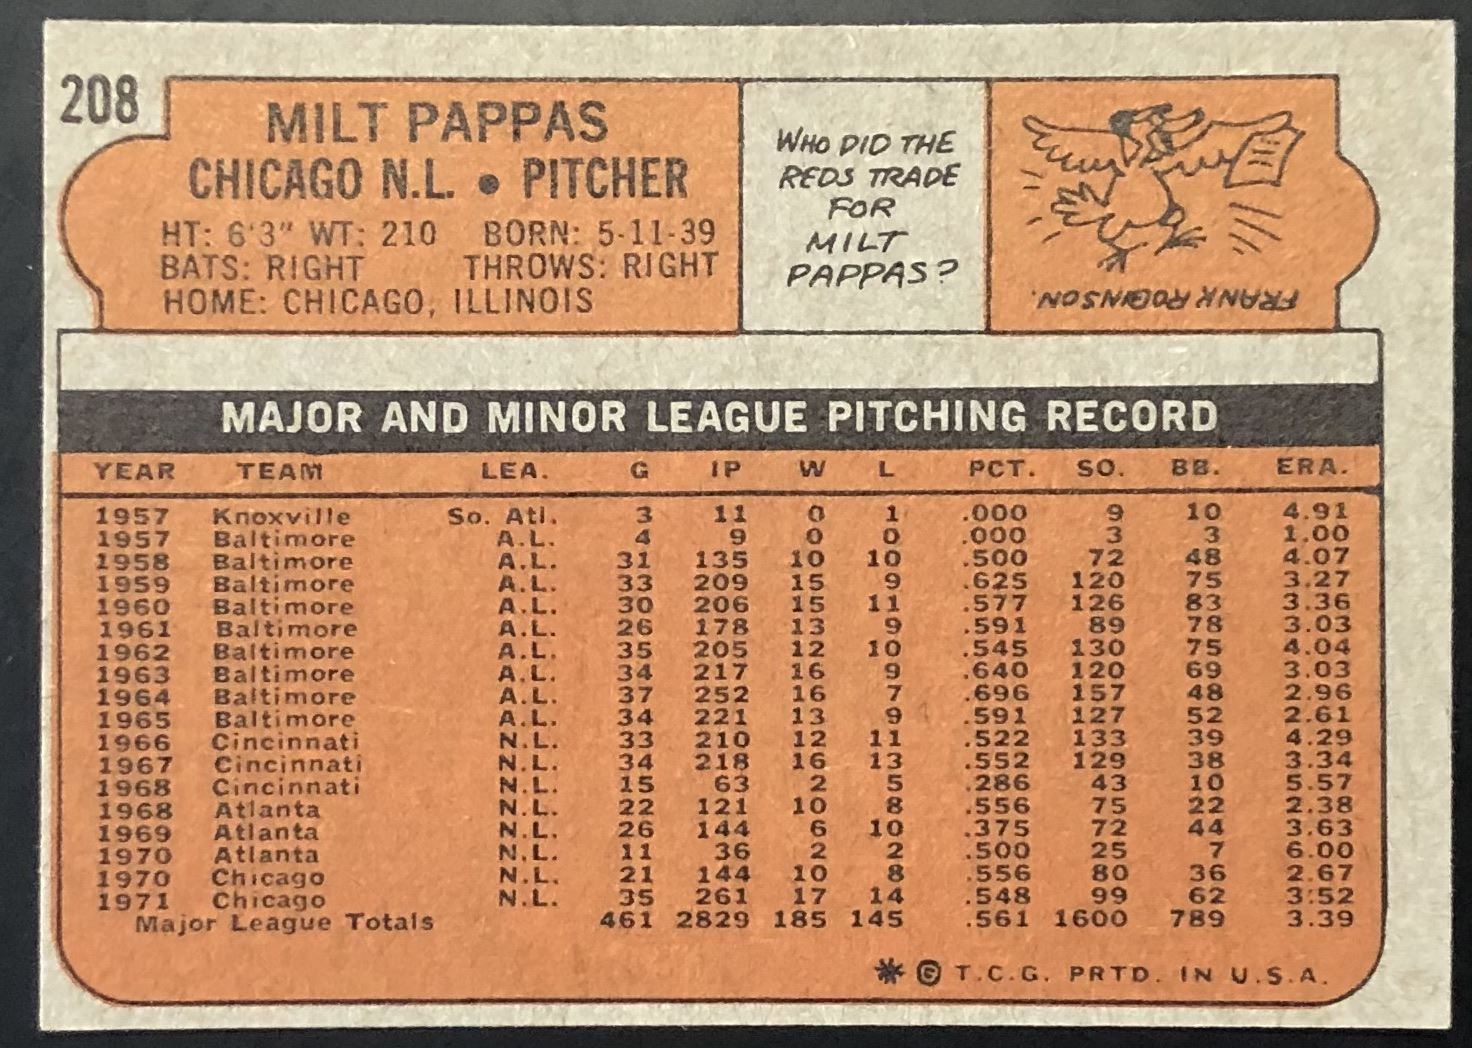 208
MILT PAPPAS
CHICAGO N.L. • PITCHER
HT: 6'3" WT: 210 BORN: 5-11-39
BATS: RIGHT THROWS: RIGHT
HOME: CHICAGO, ILLINOIS
WHO DID THE
REDS TRADE
FOR
MILT
PAPPAS?
FRANK ROBINSON.
MAJOR AND MINOR LEAGUE PITCHING RECORD
YEAR TEAM LEA. G IP W L PCT. SO. BB. ERA.
1957 Knoxville So. Atl. 3 11 0 1 .000 9 10 4.91
1957 Baltimore A.L. 4 9 0 0 .000 3 3 1.00
1958 Baltimore A.L. 31 135 10 10 .500 72 48 4.07
1959 Baltimore A.L. 33 209 15 9 .625 120 75 3.27
1960 Baltimore A.L. 30 206 15 11 .577 126 83 3.36
1961 Baltimore A.L. 26 178 13 9 .591 89 78 3.03
1962 Baltimore A.L. 35 205 12 10 .545 130 75 4.04
1963 Baltimore A.L. 34 217 16 9 .640 120 69 3.03
1964 Baltimore A.L. 37 252 16 7 .696 157 48 2.96
1965 Baltimore A.L. 34 221 13 9 .591 127 52 2.61
1966 Cincinnati N.L. 33 210 12 11 .522 133 39 4.29
1967 Cincinnati N.L. 34 218 16 13 .552 129 38 3.34
1968 Cincinnati N.L. 15 63 2 5 .286 43 10 5.57
1968 Atlanta N.L. 22 121 10 8 .556 75 22 2.38
1969 Atlanta N.L. 26 144 6 10 .375 72 44 3.63
1970 Atlanta N.L. 11 36 2 2 .500 25 7 6.00
1970 Chicago N.L. 21 144 10 8 .556 80 36 2.67
1971 Chicago N.L. 35 261 17 14 .548 99 62 3:52
Major League Totals 461 2829 185 145 .561 1600 789 3.39
* © T.C.G. PRTD. IN U.S.A.